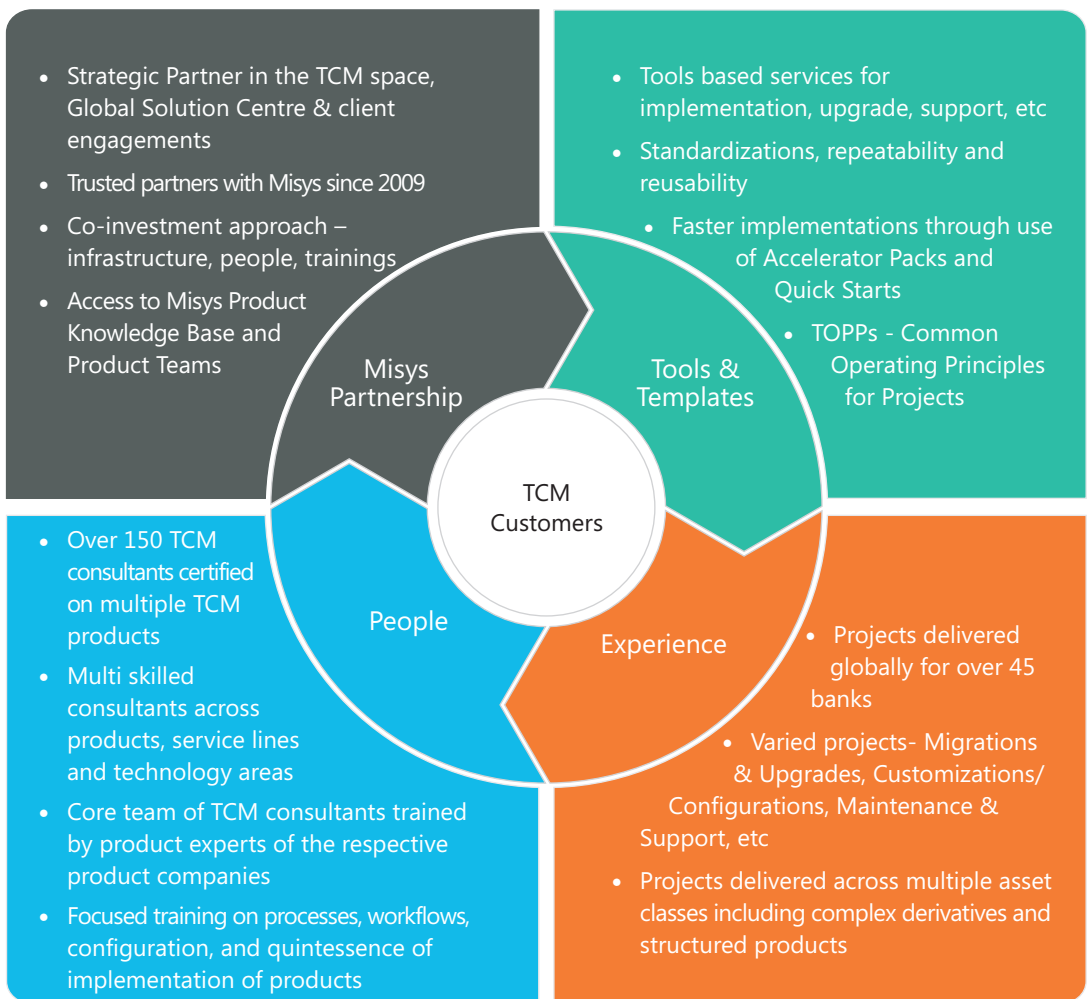 • Strategic Partner in the TCM space,
Global Solution Centre & client
engagements
• Trusted partners with Misys since 2009
• Co-investment approach –
infrastructure, people, trainings
• Access to Misys Product
Knowledge Base and
Product Teams
Misys
Partnership
• Tools based services for
implementation, upgrade, support, etc
• Standardizations, repeatability and
reusability
• Faster implementations through use
of Accelerator Packs and
Quick Starts
• TOPPs - Common
Operating Principles
for Projects
Tools &
Templates
TCM
Customers
• Over 150 TCM
consultants certified
on multiple TCM
products
• Multi skilled
consultants across
products, service lines
and technology areas
• Core team of TCM consultants trained
by product experts of the respective
product companies
• Focused training on processes, workflows,
configuration, and quintessence of
implementation of products
People
Experience
• Projects delivered
globally for over 45
banks
• Varied projects- Migrations
& Upgrades, Customizations/
Configurations, Maintenance &
Support, etc
• Projects delivered across multiple asset
classes including complex derivatives and
structured products